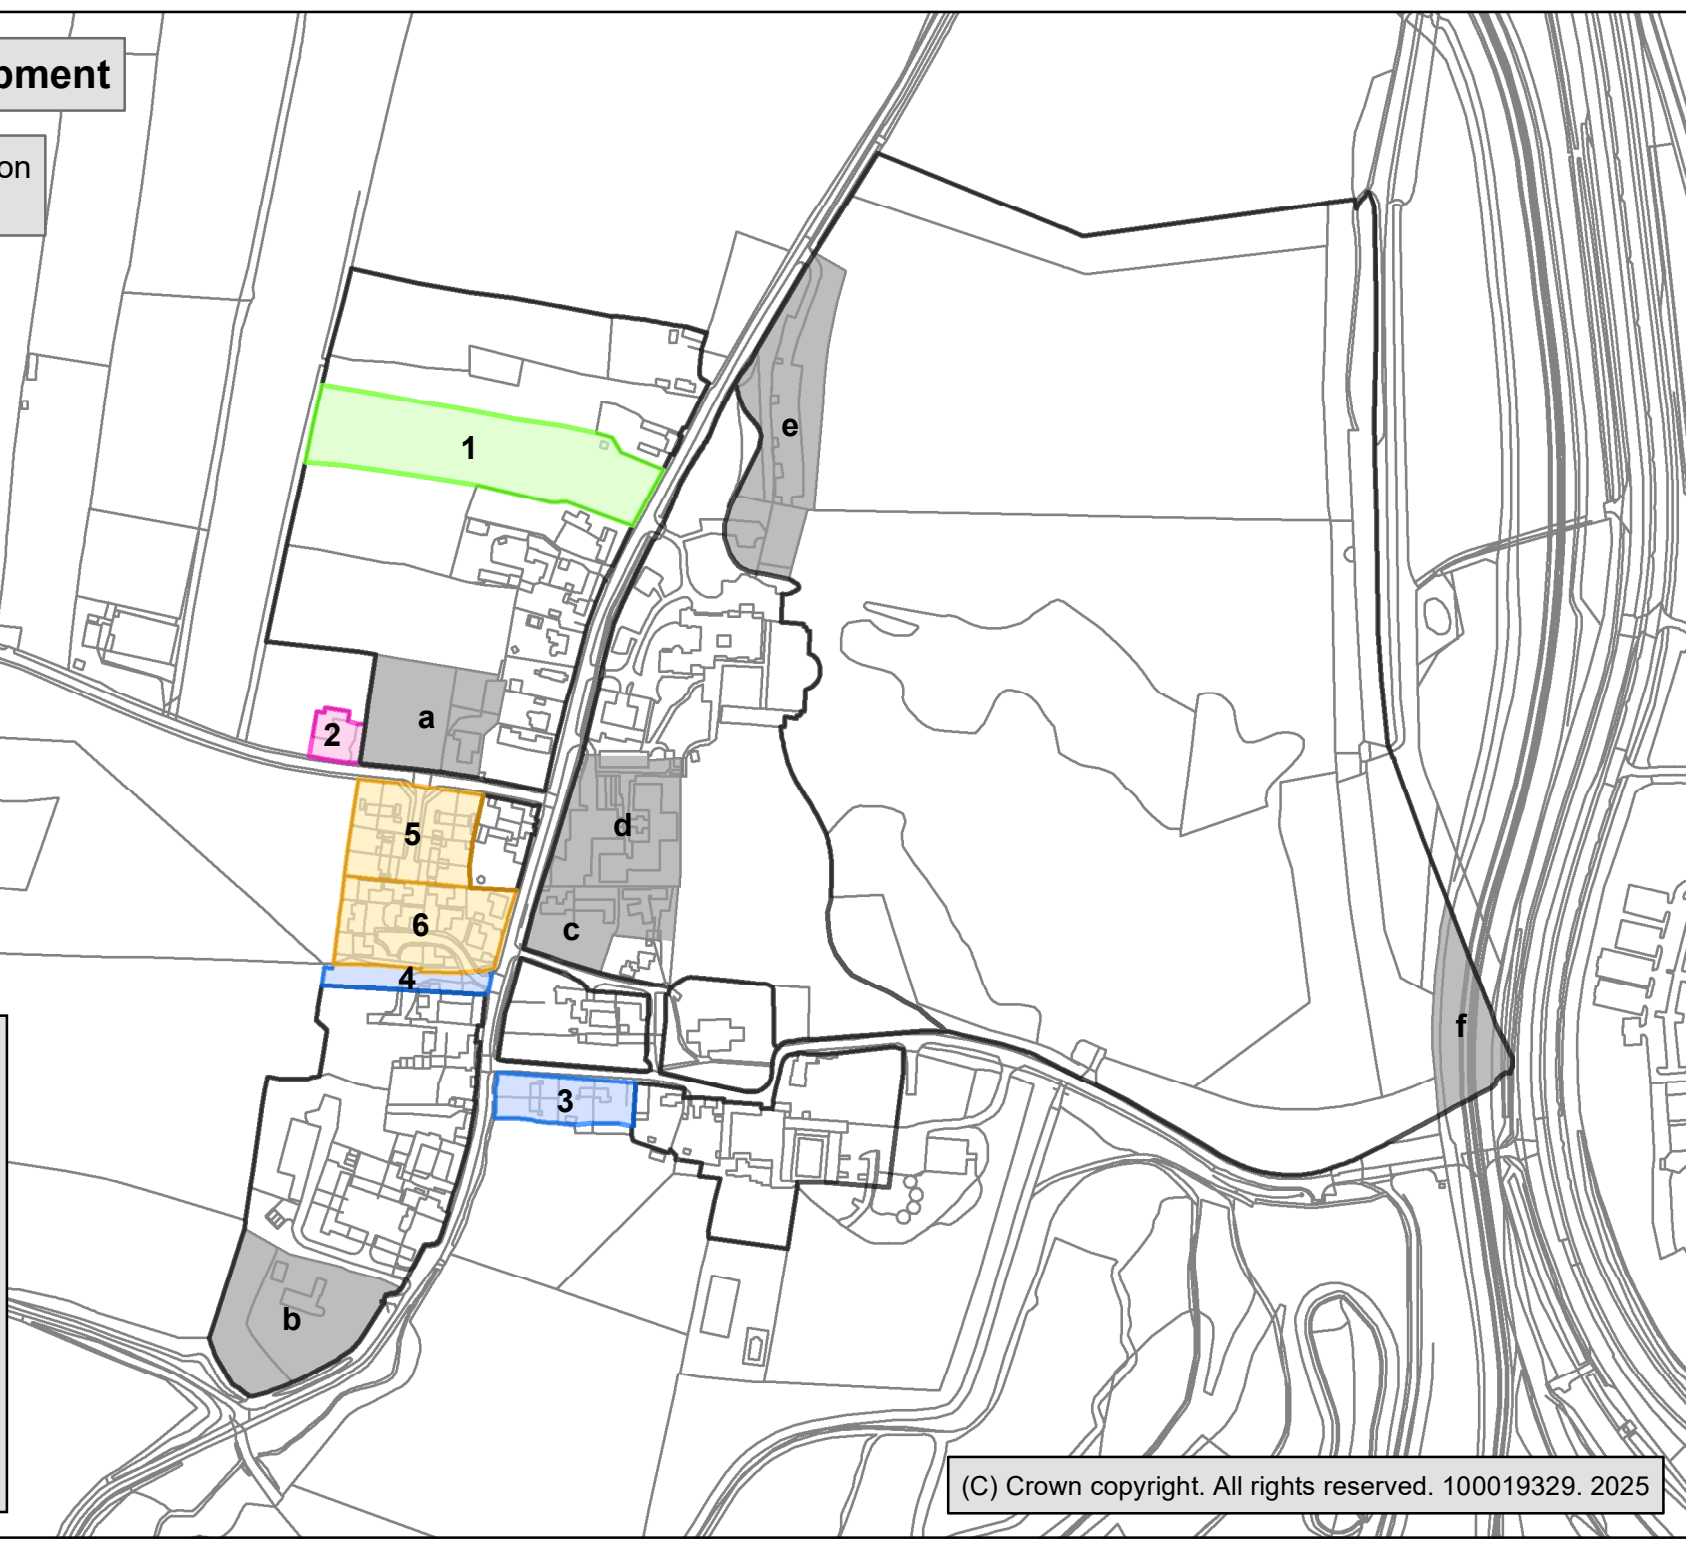 pment
on
1
e
2
a
5
d
6
c
4
3
f
b
(C) Crown copyright. All rights reserved. 100019329. 2025